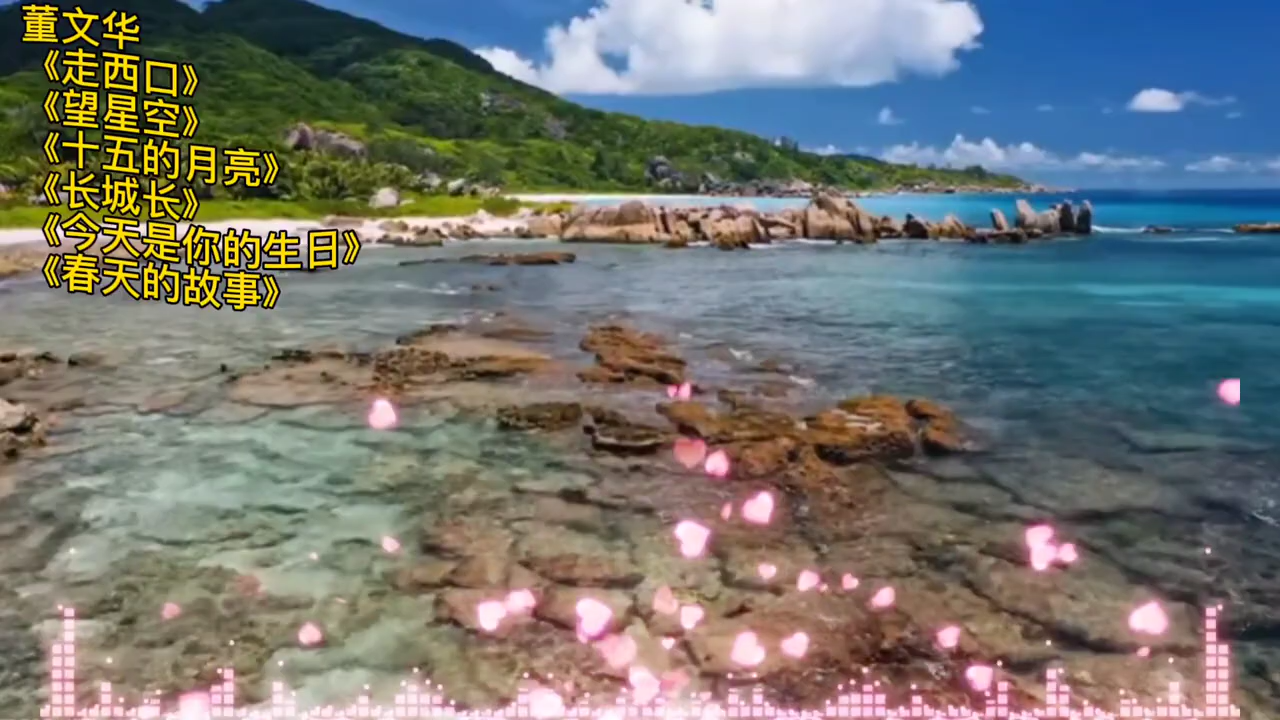 董文华
《走西口》
《望星空》
《十五的月亮》
《长城长》
《今天是你的生日》
《春天的故事》